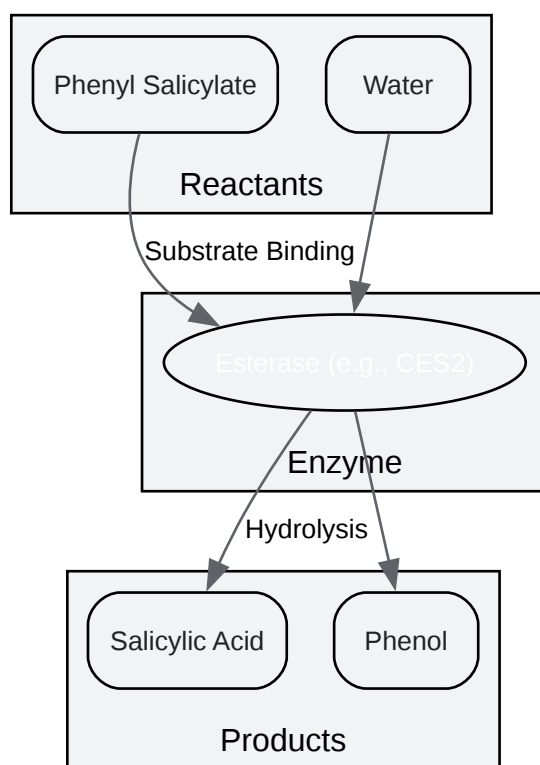 Phenyl Salicylate
Water
Reactants
Substrate Binding
Esterase (e.g., CES2)
Enzyme
Hydrolysis
Salicylic Acid
Phenol
Products